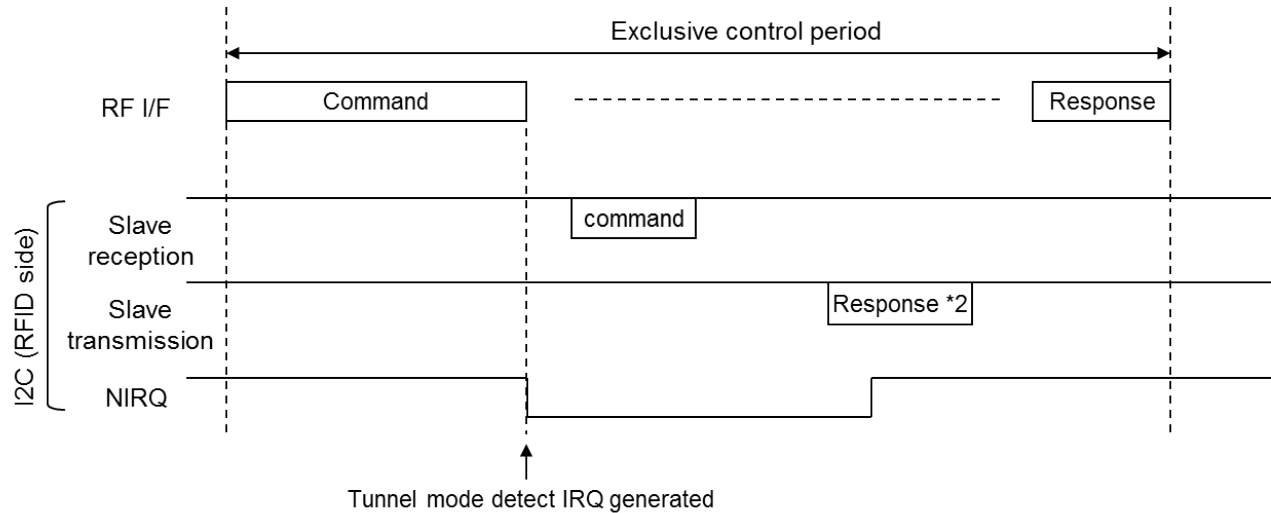 Exclusive control period
RF I/F
Command
Response
I2C (RFID side)
Slave
reception
command
Slave
transmission
Response *2
NIRQ
Tunnel mode detect IRQ generated